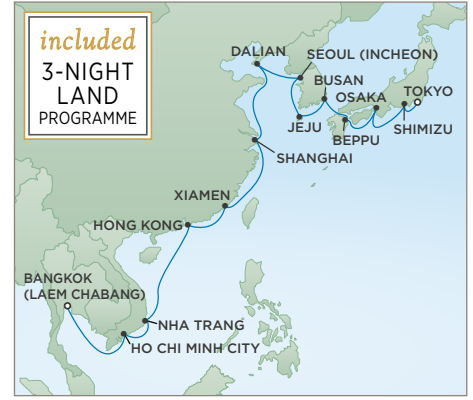 included
3-NIGHT
LAND
PROGRAMME
DALIAN
SEOUL (INCHEON)
BUSAN
OSAKA
TOKYO
JEJU
BEPPU
SHIMIZU
SHANGHAI
XIAMEN
HONG KONG
BANGKOK
(LAEM CHABANG)
NHA TRANG
HO CHI MINH CITY